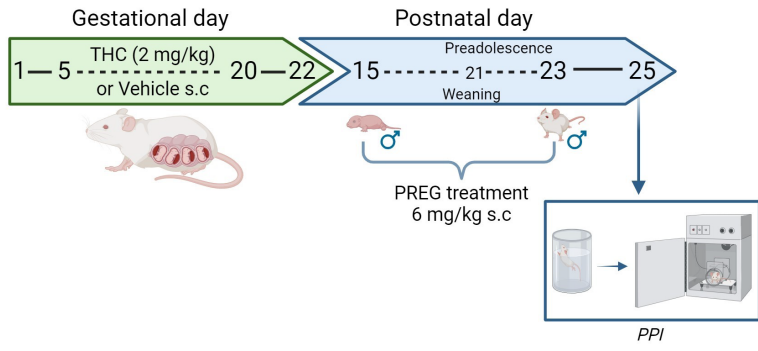 Gestational day
Postnatal day
THC (2 mg/kg)
1 5 20 22
or Vehicle s.c
Preadolescence
15 21 23 25
Weaning
♂ ♂
PREG treatment
6 mg/kg s.c
PPI